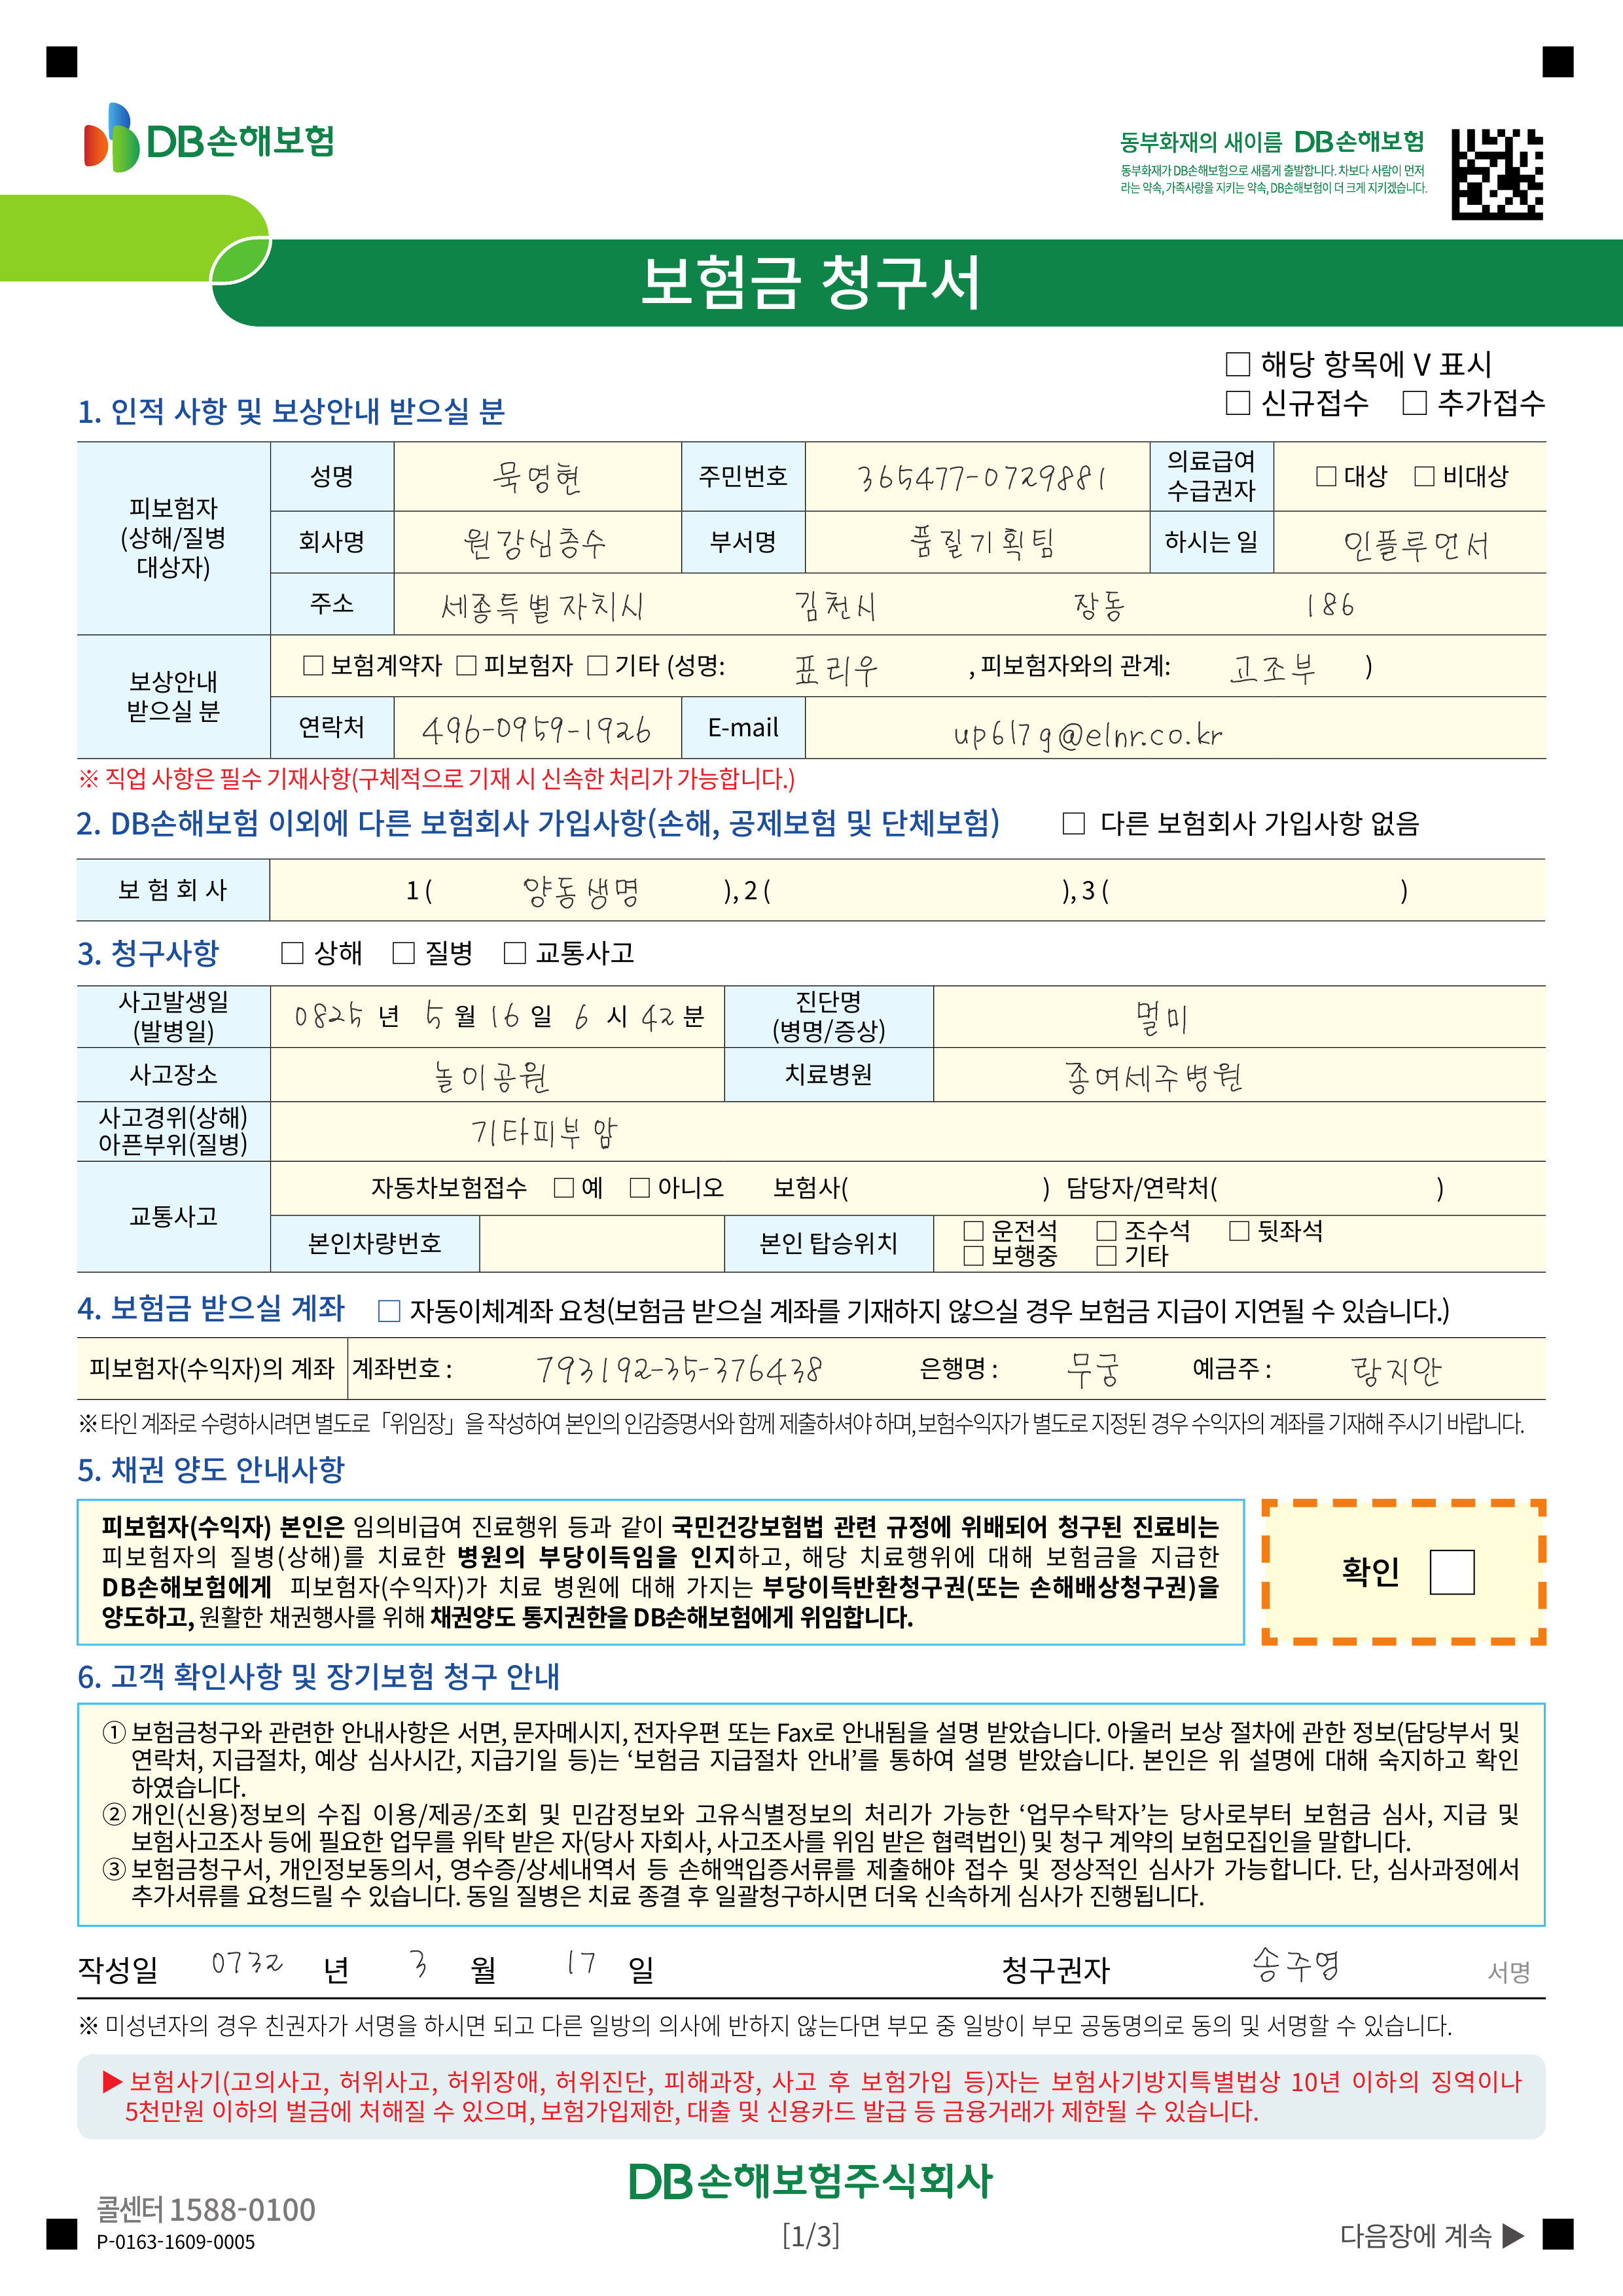 DB손해보험
동부화재의 새이름 DB손해보험
동부화재가 DB손해보험으로 새롭게 출발합니다. 차보다 사람이 먼저
라는 약속, 가족사랑을 지키는 약속, DB손해보험이 더 크게 지키겠습니다.
보험금 청구서
□ 해당 항목에 V 표시
□ 신규접수 □ 추가접수
1. 인적 사항 및 보상안내 받으실 분
피보험자
(상해/질병
대상자)
성명 묵영현 주민번호 365477-0729881 의료급여
수급권자 □ 대상 □ 비대상
회사명 원강심층수 부서명 품질기획팀 하시는 일 인플루언서
주소 세종특별자치시 김천시 장동 186
보상안내
받으실 분
□ 보험계약자 □ 피보험자 □ 기타 (성명: 표리우 , 피보험자와의 관계: 고조부 )
연락처 496-0959-1926 E-mail up617g@elnr.co.kr
※ 직업 사항은 필수 기재사항(구체적으로 기재 시 신속한 처리가 가능합니다.)
2. DB손해보험 이외에 다른 보험회사 가입사항(손해, 공제보험 및 단체보험) □ 다른 보험회사 가입사항 없음
보 험 회 사 1 ( 양동생명 ), 2 ( ), 3 ( )
3. 청구사항 □ 상해 □ 질병 □ 교통사고
사고발생일
(발병일) 0825 년 5 월 16 일 6 시 42 분 진단명
(병명/증상) 멀미
사고장소 놀이공원 치료병원 종여세주병원
사고경위(상해)
아픈부위(질병) 기타피부암
교통사고
자동차보험접수 □ 예 □ 아니오 보험사( ) 담당자/연락처( )
본인차량번호 본인 탑승위치 □ 운전석 □ 조수석 □ 뒷좌석
□ 보행중 □ 기타
4. 보험금 받으실 계좌 □ 자동이체계좌 요청(보험금 받으실 계좌를 기재하지 않으실 경우 보험금 지급이 지연될 수 있습니다.)
피보험자(수익자)의 계좌 계좌번호 : 793192-35-376438 은행명 : 무궁 예금주 : 랑지안
※ 타인 계좌로 수령하시려면 별도로「위임장」을 작성하여 본인의 인감증명서와 함께 제출하셔야 하며, 보험수익자가 별도로 지정된 경우 수익자의 계좌를 기재해 주시기 바랍니다.
5. 채권 양도 안내사항
피보험자(수익자) 본인은 임의비급여 진료행위 등과 같이 국민건강보험법 관련 규정에 위배되어 청구된 진료비는
피보험자의 질병(상해)를 치료한 병원의 부당이득임을 인지하고, 해당 치료행위에 대해 보험금을 지급한
DB손해보험에게 피보험자(수익자)가 치료 병원에 대해 가지는 부당이득반환청구권(또는 손해배상청구권)을
양도하고, 원활한 채권행사를 위해 채권양도 통지권한을 DB손해보험에게 위임합니다.
확인 □
6. 고객 확인사항 및 장기보험 청구 안내
① 보험금청구와 관련한 안내사항은 서면, 문자메시지, 전자우편 또는 Fax로 안내됨을 설명 받았습니다. 아울러 보상 절차에 관한 정보(담당부서 및
연락처, 지급절차, 예상 심사시간, 지급기일 등)는 ‘보험금 지급절차 안내’를 통하여 설명 받았습니다. 본인은 위 설명에 대해 숙지하고 확인
하였습니다.
② 개인(신용)정보의 수집 이용/제공/조회 및 민감정보와 고유식별정보의 처리가 가능한 ‘업무수탁자’는 당사로부터 보험금 심사, 지급 및
보험사고조사 등에 필요한 업무를 위탁 받은 자(당사 자회사, 사고조사를 위임 받은 협력법인) 및 청구 계약의 보험모집인을 말합니다.
③ 보험금청구서, 개인정보동의서, 영수증/상세내역서 등 손해액입증서류를 제출해야 접수 및 정상적인 심사가 가능합니다. 단, 심사과정에서
추가서류를 요청드릴 수 있습니다. 동일 질병은 치료 종결 후 일괄청구하시면 더욱 신속하게 심사가 진행됩니다.
작성일 0732 년 3 월 17 일 청구권자 송주영 서명
※ 미성년자의 경우 친권자가 서명을 하시면 되고 다른 일방의 의사에 반하지 않는다면 부모 중 일방이 부모 공동명의로 동의 및 서명할 수 있습니다.
▶ 보험사기(고의사고, 허위사고, 허위장애, 허위진단, 피해과장, 사고 후 보험가입 등)자는 보험사기방지특별법상 10년 이하의 징역이나
5천만원 이하의 벌금에 처해질 수 있으며, 보험가입제한, 대출 및 신용카드 발급 등 금융거래가 제한될 수 있습니다.
DB손해보험주식회사
콜센터 1588-0100
P-0163-1609-0005
[1/3]
다음장에 계속 ▶